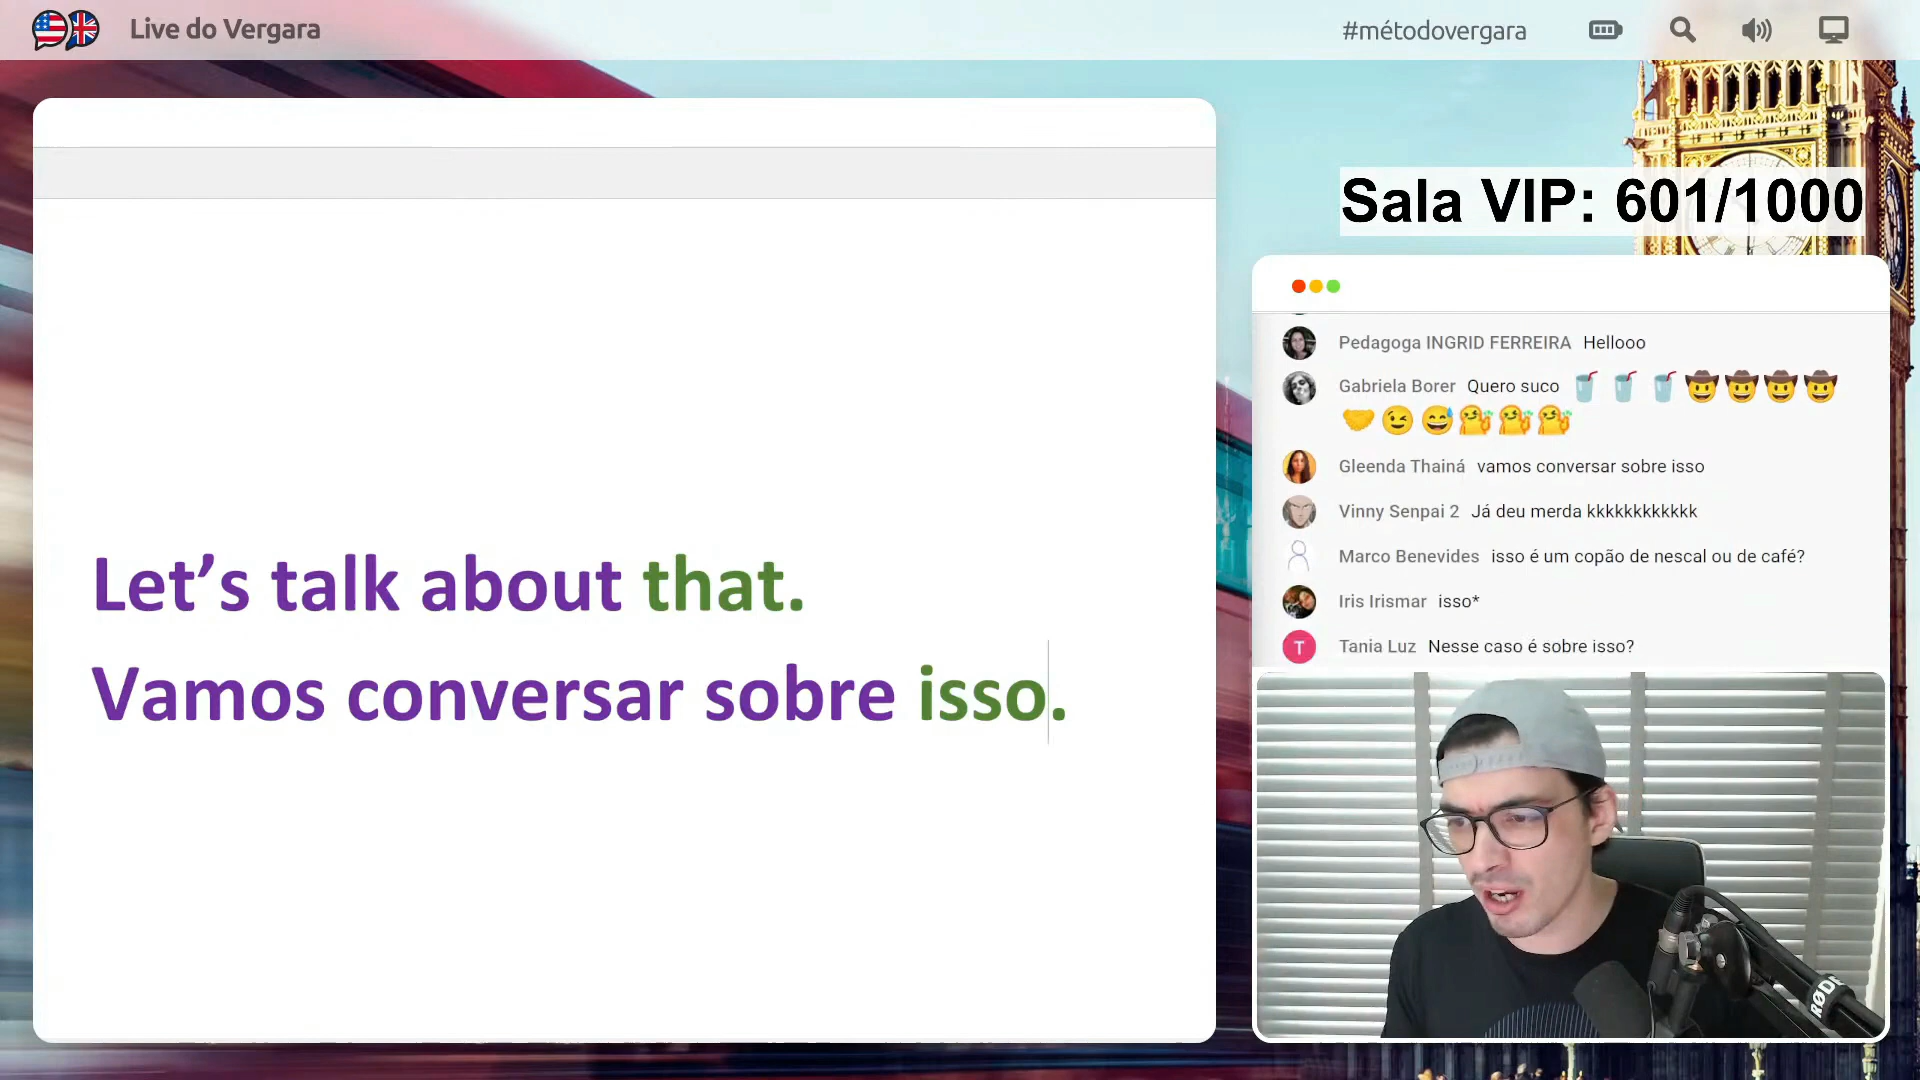 Live do Vergara
#métodovergara
Sala VIP: 601/1000
Let’s talk about that.
Vamos conversar sobre isso.
Pedagoga INGRID FERREIRA Hellooo
Gabriela Borer Quero suco 🥤🥤🥤🤠🤠🤠🤠
🤝😉😅
Gleenda Thainá vamos conversar sobre isso
Vinny Senpai 2 Já deu merda kkkkkkkkkkkk
Marco Benevides isso é um copão de nescal ou de café?
Iris Irismar isso*
T Tania Luz Nesse caso é sobre isso?
RØDE